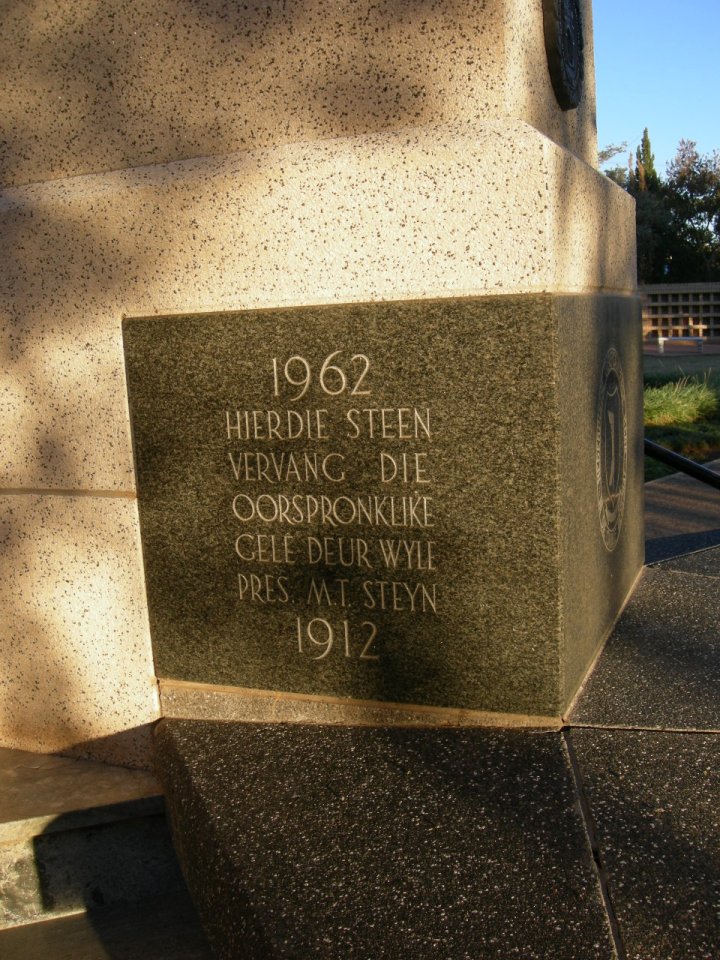 1962
HIERDIE STEEN
VERVANG DIE
OORSPRONKLIKE
GELÊ DEUR WYLE
PRES. M.T. STEYN
1912